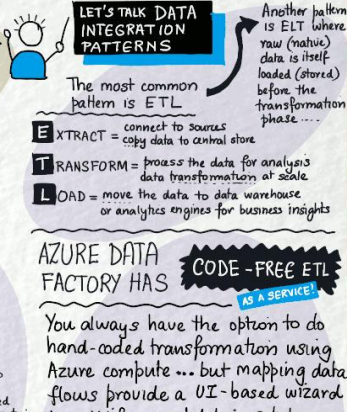 LET'S TALK DATA
INTEGRATION
PATTERNS
The most common
pattern is ETL
Another pattern
is ELT where
raw (native)
data is itself
loaded (stored)
before the
transformation
phase ....
EXTRACT = connect to sources
copy data to central store
TRANSFORM = process the data for analysis
data transformation at scale
LOAD = move the data to data warehouse
or analytics engines for business insights
AZURE DATA
FACTORY HAS
CODE-FREE ETL
AS A SERVICE!
You always have the option to do
hand-coded transformation using
Azure compute ... but mapping data
flows provide a UI-based wizard